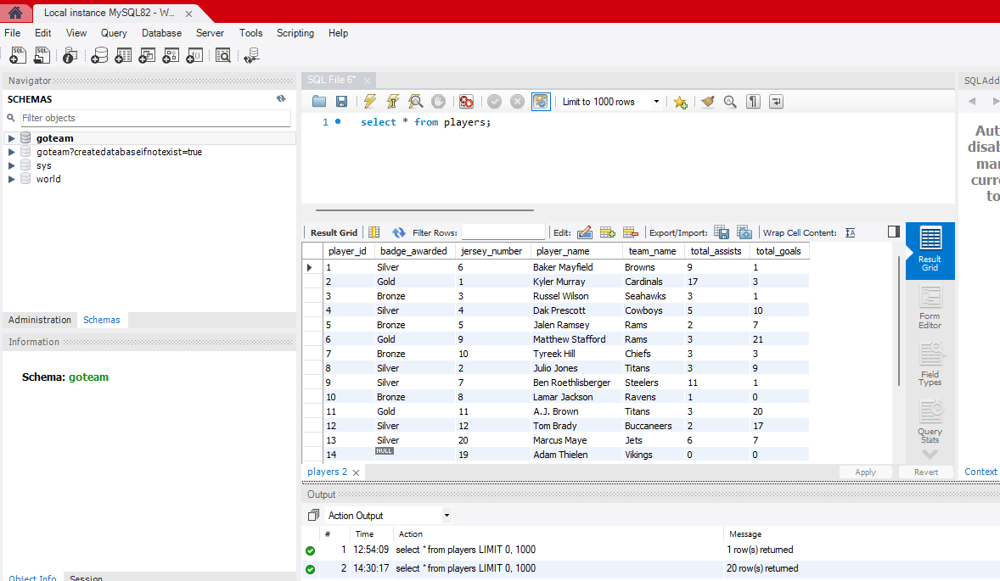 Local instance MySQL82 - W... ×
File Edit View Query Database Server Tools Scripting Help
Navigator
SCHEMAS
Filter objects
goteam
goteam?createdatabaseifnotexist=true
sys
world
Administration Schemas
Information
Schema: goteam
Object Info Session
SQL File 6* ×
Limit to 1000 rows
1 select * from players;
Result Grid Filter Rows: Edit: Export/Import: Wrap Cell Content:
player_id badge_awarded jersey_number player_name team_name total_assists total_goals
1 Silver 6 Baker Mayfield Browns 9 1
2 Gold 1 Kyler Murray Cardinals 17 3
3 Bronze 3 Russel Wilson Seahawks 3 1
4 Silver 4 Dak Prescott Cowboys 5 10
5 Bronze 5 Jalen Ramsey Rams 2 7
6 Gold 9 Matthew Stafford Rams 3 21
7 Bronze 10 Tyreek Hill Chiefs 3 3
8 Silver 2 Julio Jones Titans 3 9
9 Silver 7 Ben Roethlisberger Steelers 11 1
10 Bronze 8 Lamar Jackson Ravens 1 0
11 Gold 11 A.J. Brown Titans 3 20
12 Silver 12 Tom Brady Buccaneers 2 17
13 Silver 20 Marcus Maye Jets 6 7
14 NULL 19 Adam Thielen Vikings 0 0
Result
Grid
Form
Editor
Field
Types
Query
Stats
players 2 × Apply Revert
Output
Action Output
# Time Action Message
1 12:54:09 select * from players LIMIT 0, 1000 1 row(s) returned
2 14:30:17 select * from players LIMIT 0, 1000 20 row(s) returned
SQLAdd
Aut
disab
mar
curre
to
Context